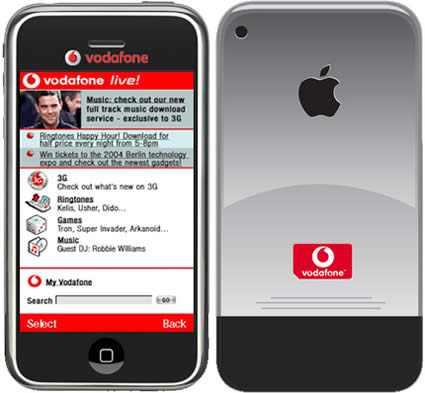 vodafone
vodafone live!
Music: check out our new
full track music download
service - exclusive to 3G
Ringtones Happy Hour! Download for
half price every night from 5-8pm
Win tickets to the 2004 Berlin technology
expo and check out the newest gadgets!
3G
Check out what's new on 3G
Ringtones
Kelis, Usher, Dido...
Games
Tron, Super Invader, Arkanoid...
Music
Guest DJ: Robbie Williams
My Vodafone
Search GO
Select Back
vodafone